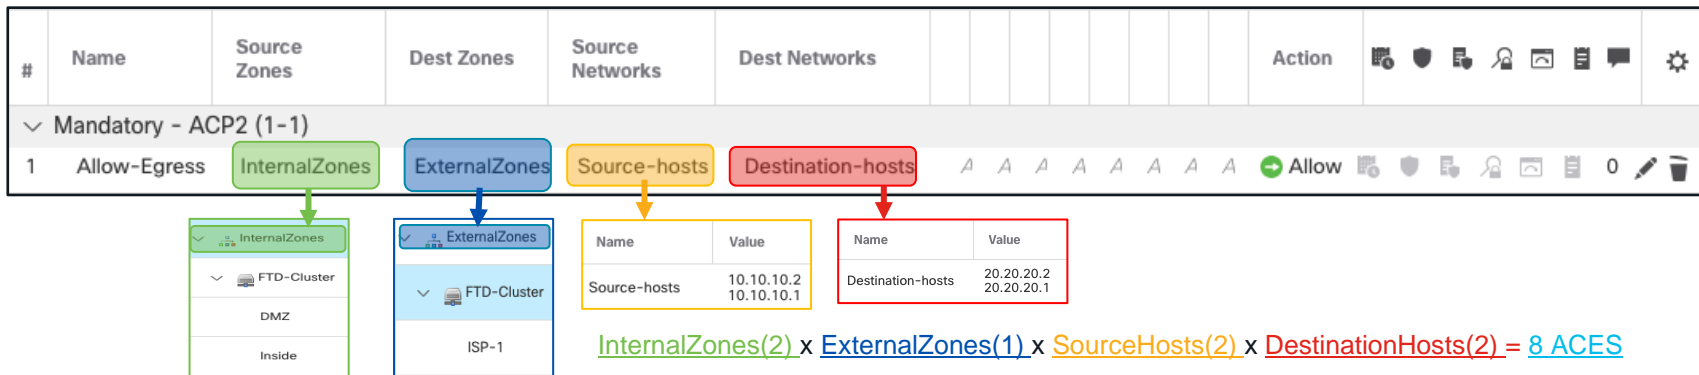 # Name Source Zones Dest Zones Source Networks Dest Networks Action
Mandatory - ACP2 (1-1)
1 Allow-Egress InternalZones ExternalZones Source-hosts Destination-hosts A A A A A A A A Allow 0
InternalZones
FTD-Cluster
DMZ
Inside
ExternalZones
FTD-Cluster
ISP-1
Name Value
Source-hosts 10.10.10.2
10.10.10.1
Name Value
Destination-hosts 20.20.20.2
20.20.20.1
InternalZones(2) x ExternalZones(1) x SourceHosts(2) x DestinationHosts(2) = 8 ACES